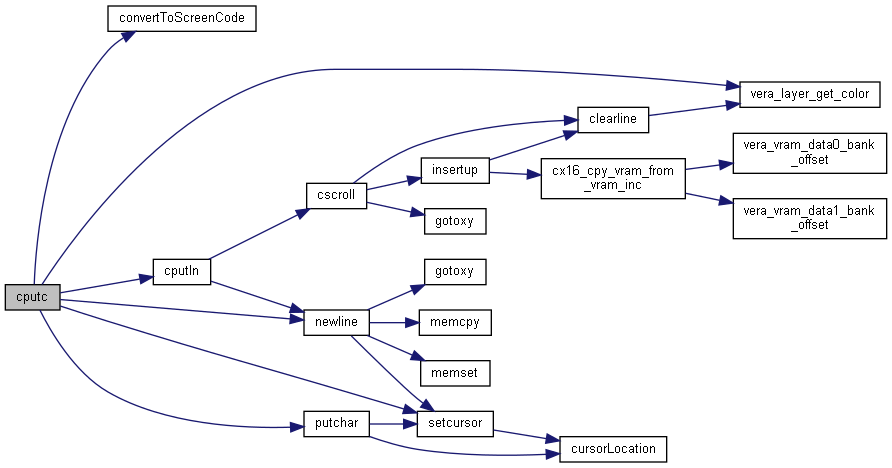 convertToScreenCode
vera_layer_get_color
clearline
vera_vram_data0_bank
_offset
insertup
cx16_cpy_vram_from
_vram_inc
cscroll
vera_vram_data1_bank
_offset
gotoxy
cputln
gotoxy
cputc
newline
memcpy
memset
putchar
setcursor
cursorLocation